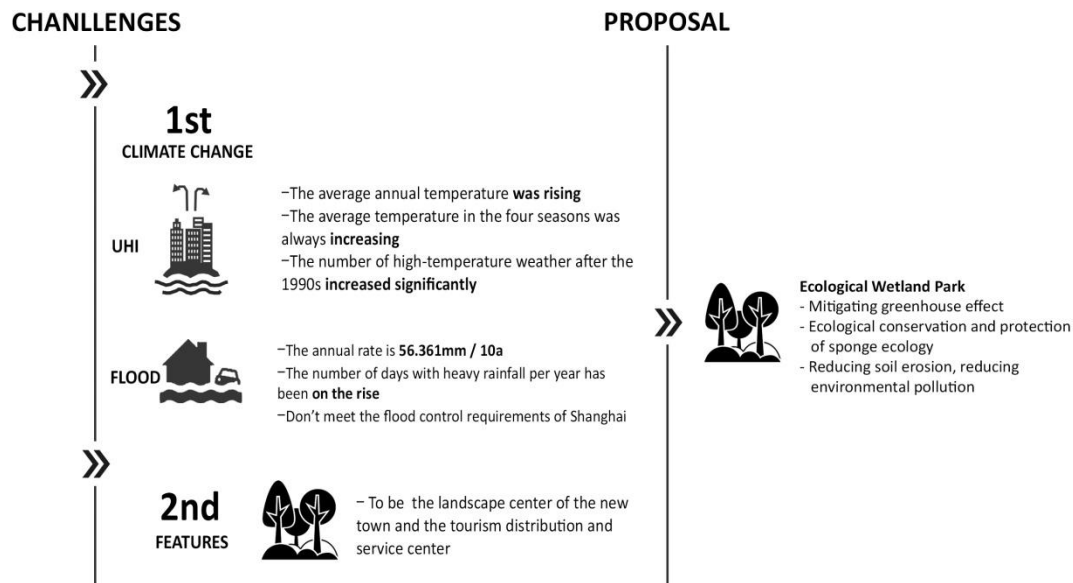 CHANLLENGES
1st
CLIMATE CHANGE
UHI
−The average annual temperature was rising
−The average temperature in the four seasons was
always increasing
−The number of high-temperature weather after the
1990s increased significantly
FLOOD
−The annual rate is 56.361mm / 10a
−The number of days with heavy rainfall per year has
been on the rise
−Don’t meet the flood control requirements of Shanghai
2nd
FEATURES
− To be the landscape center of the new
town and the tourism distribution and
service center
PROPOSAL
Ecological Wetland Park
- Mitigating greenhouse effect
- Ecological conservation and protection
of sponge ecology
- Reducing soil erosion, reducing
environmental pollution